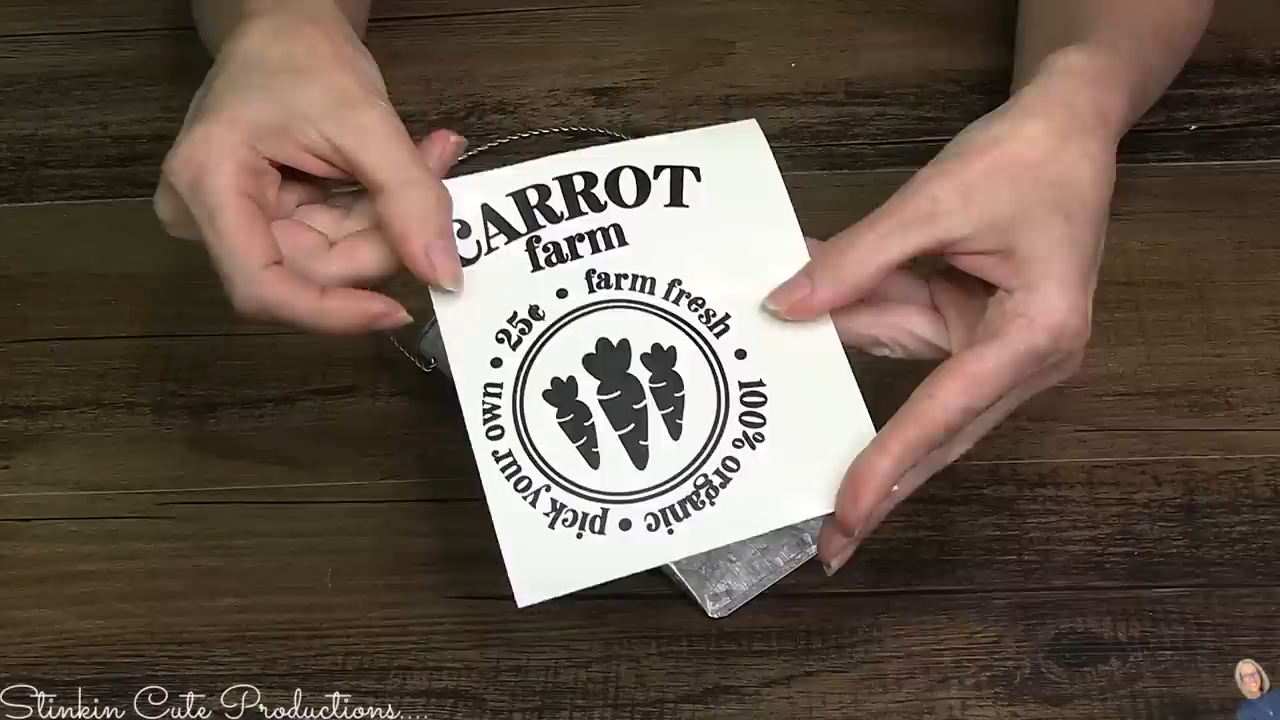 CARROT
farm
farm fresh • 100% organic • pick your own • 25¢ •
Stinkin Cute Productions....